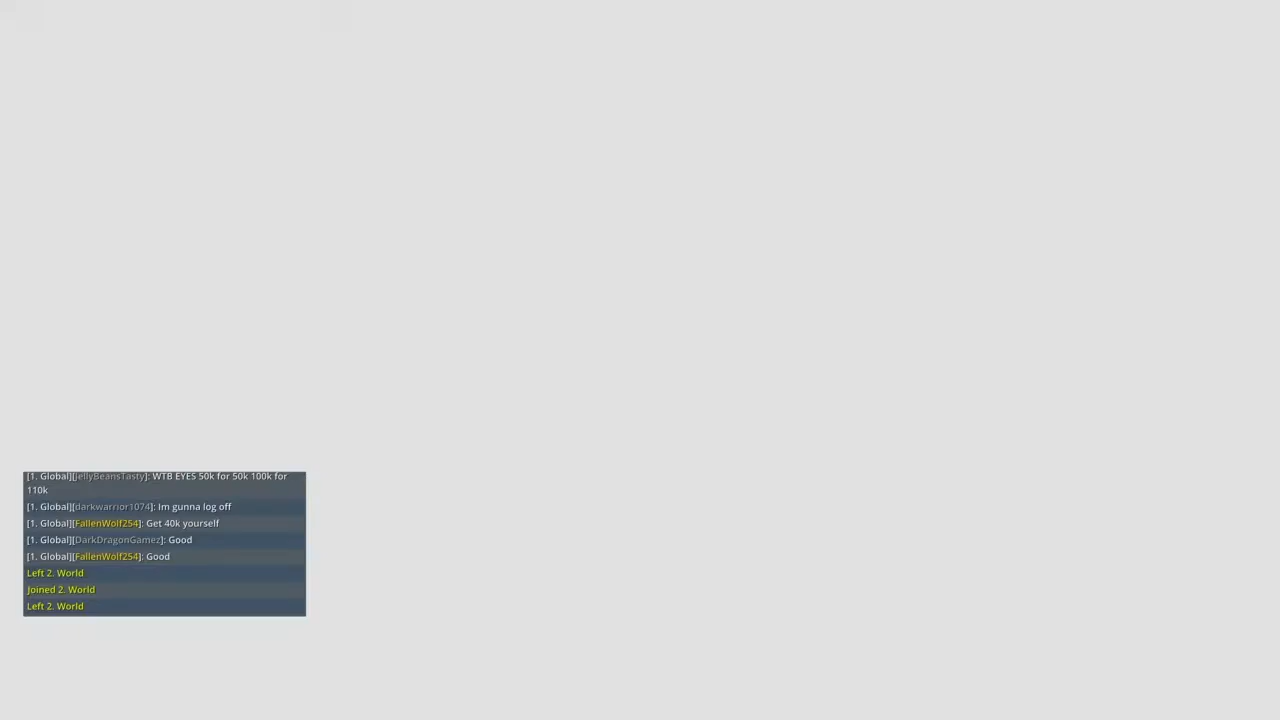 [1. Global][JellyBeansTasty]: WTB EYES 50k for 50k 100k for
110k
[1. Global][darkwarrior1074]: Im gunna log off
[1. Global][FallenWolf254]: Get 40k yourself
[1. Global][DarkDragonGamez]: Good
[1. Global][FallenWolf254]: Good
Left 2. World
Joined 2. World
Left 2. World